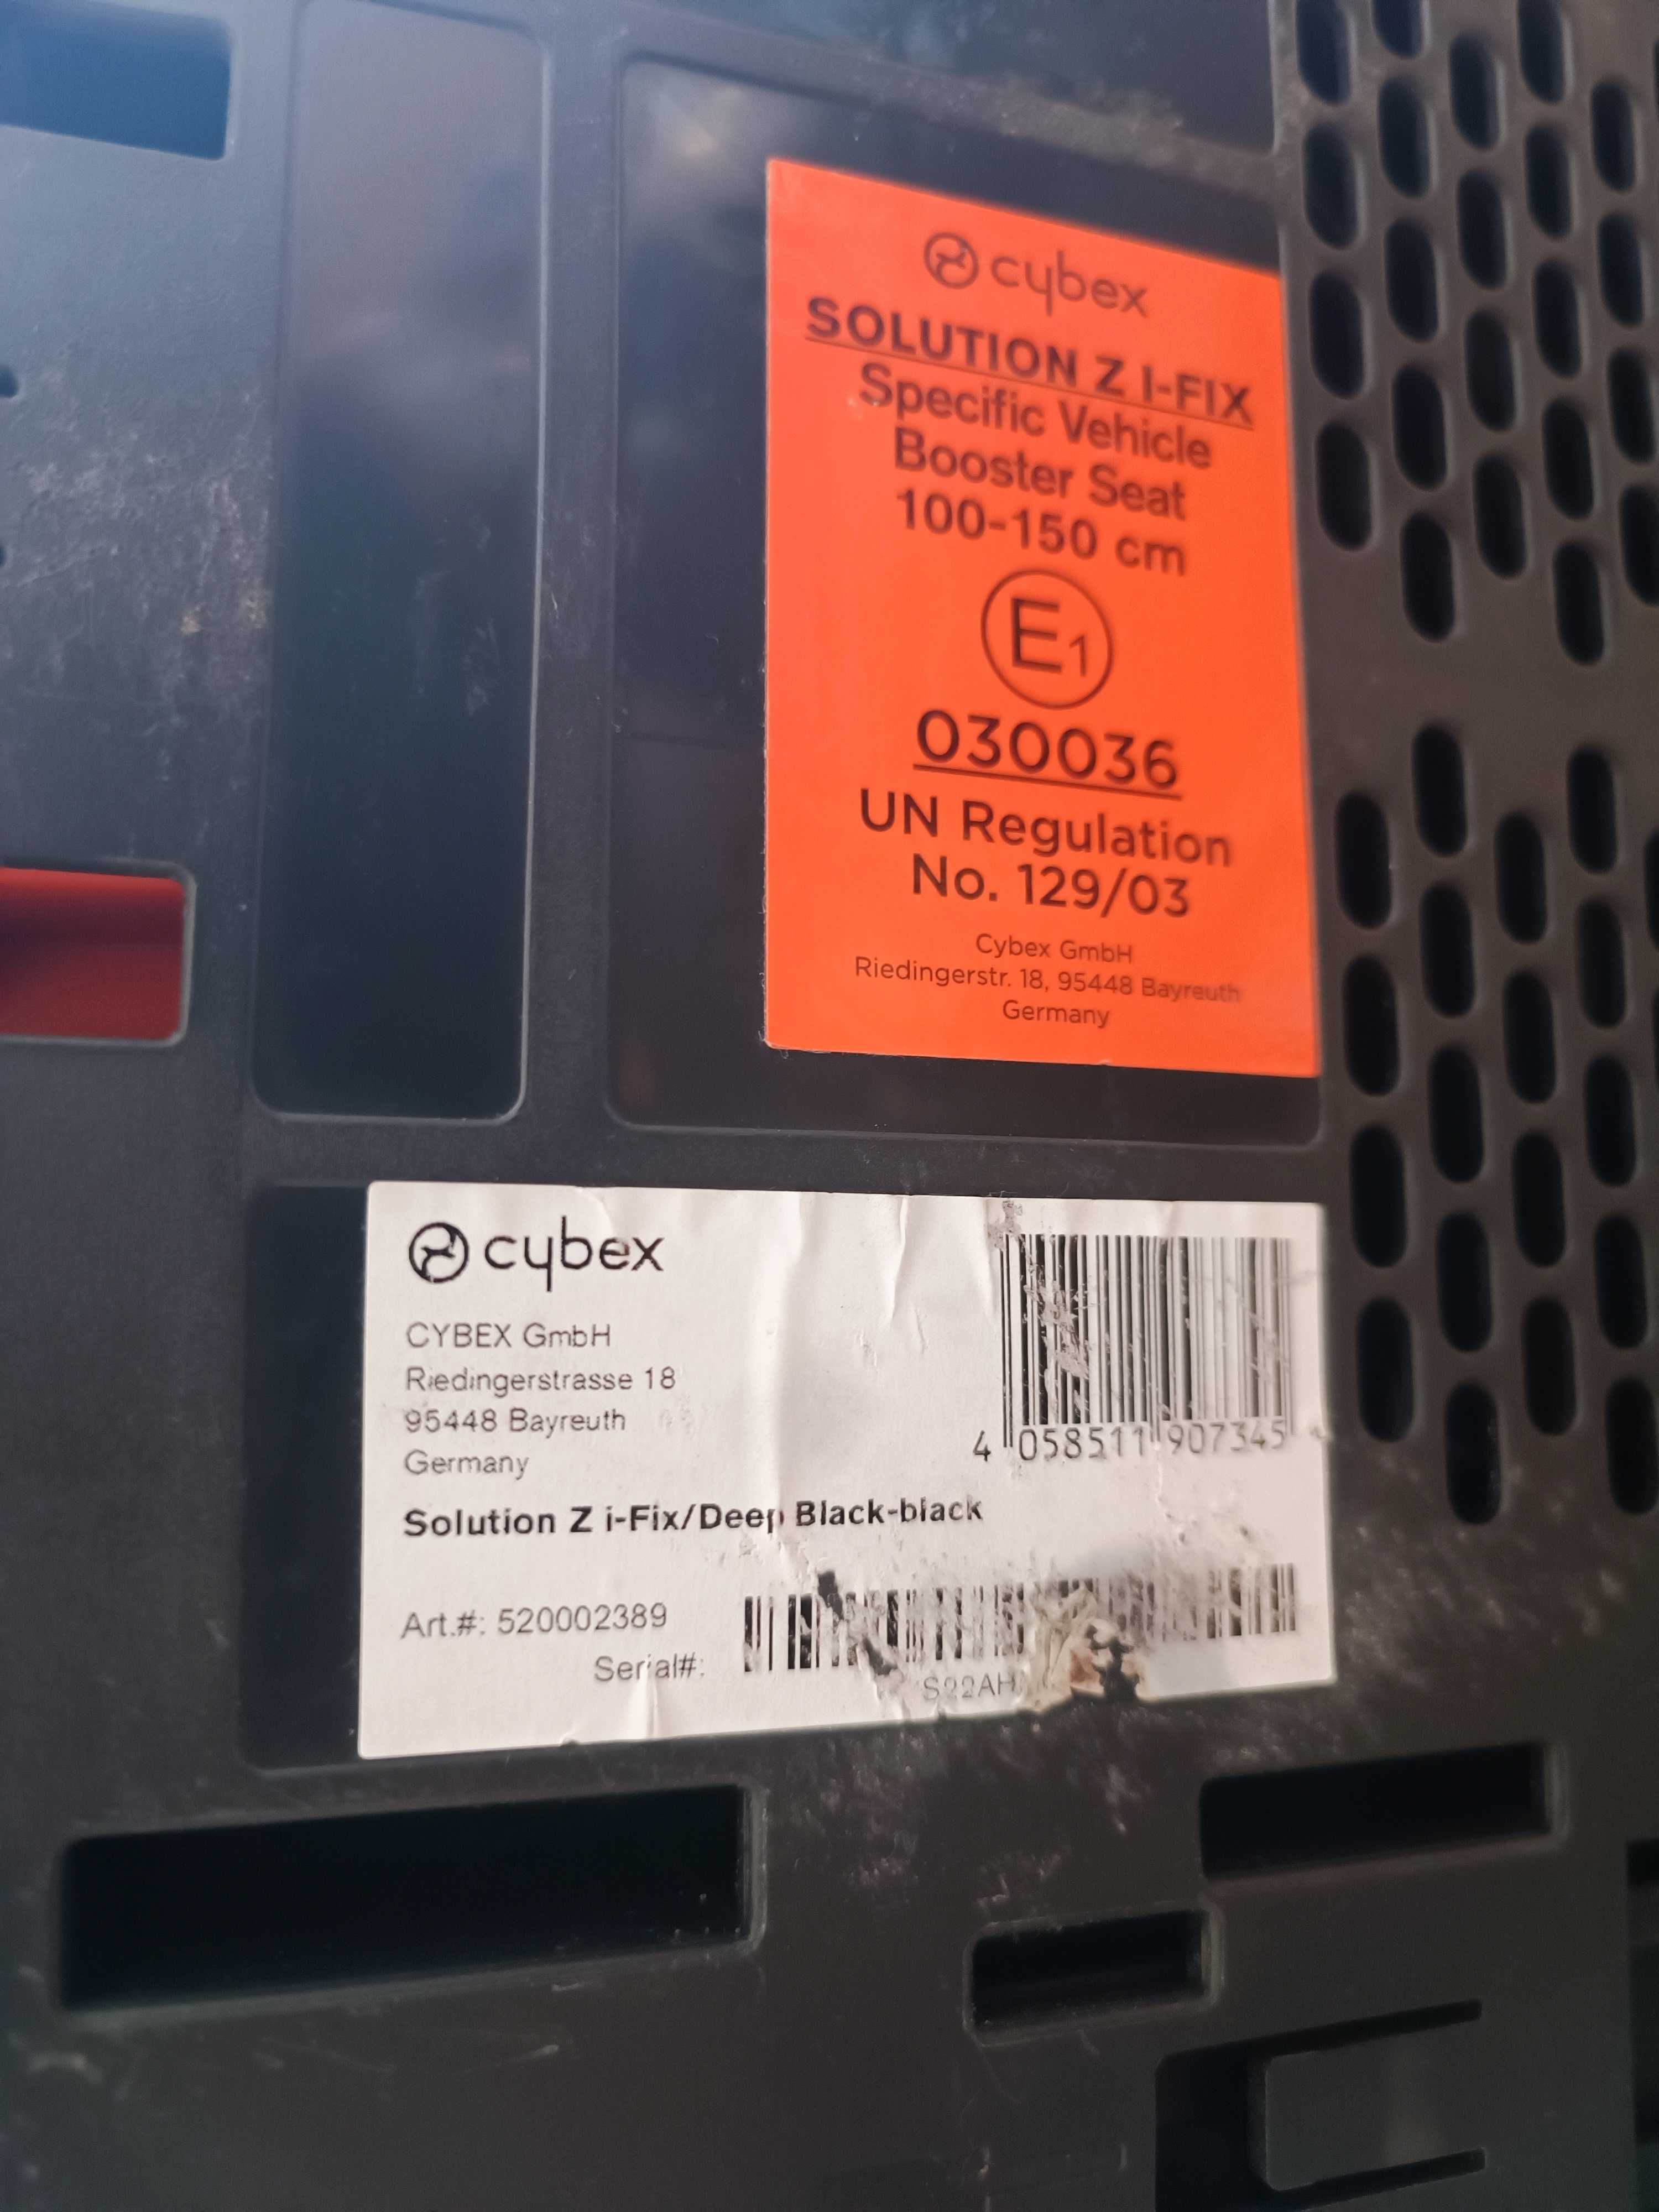 cybex
SOLUTION Z I-FIX
Specific Vehicle
Booster Seat
100-150 cm
E1
030036
UN Regulation
No. 129/03
Cybex GmbH
Riedingerstr. 18, 95448 Bayreuth
Germany
cybex
CYBEX GmbH
Riedingerstrasse 18
95448 Bayreuth
Germany
4 058511 907345
Solution Z i-Fix/Deep Black-black
Art.#: 520002389
Serial#:
S22AH